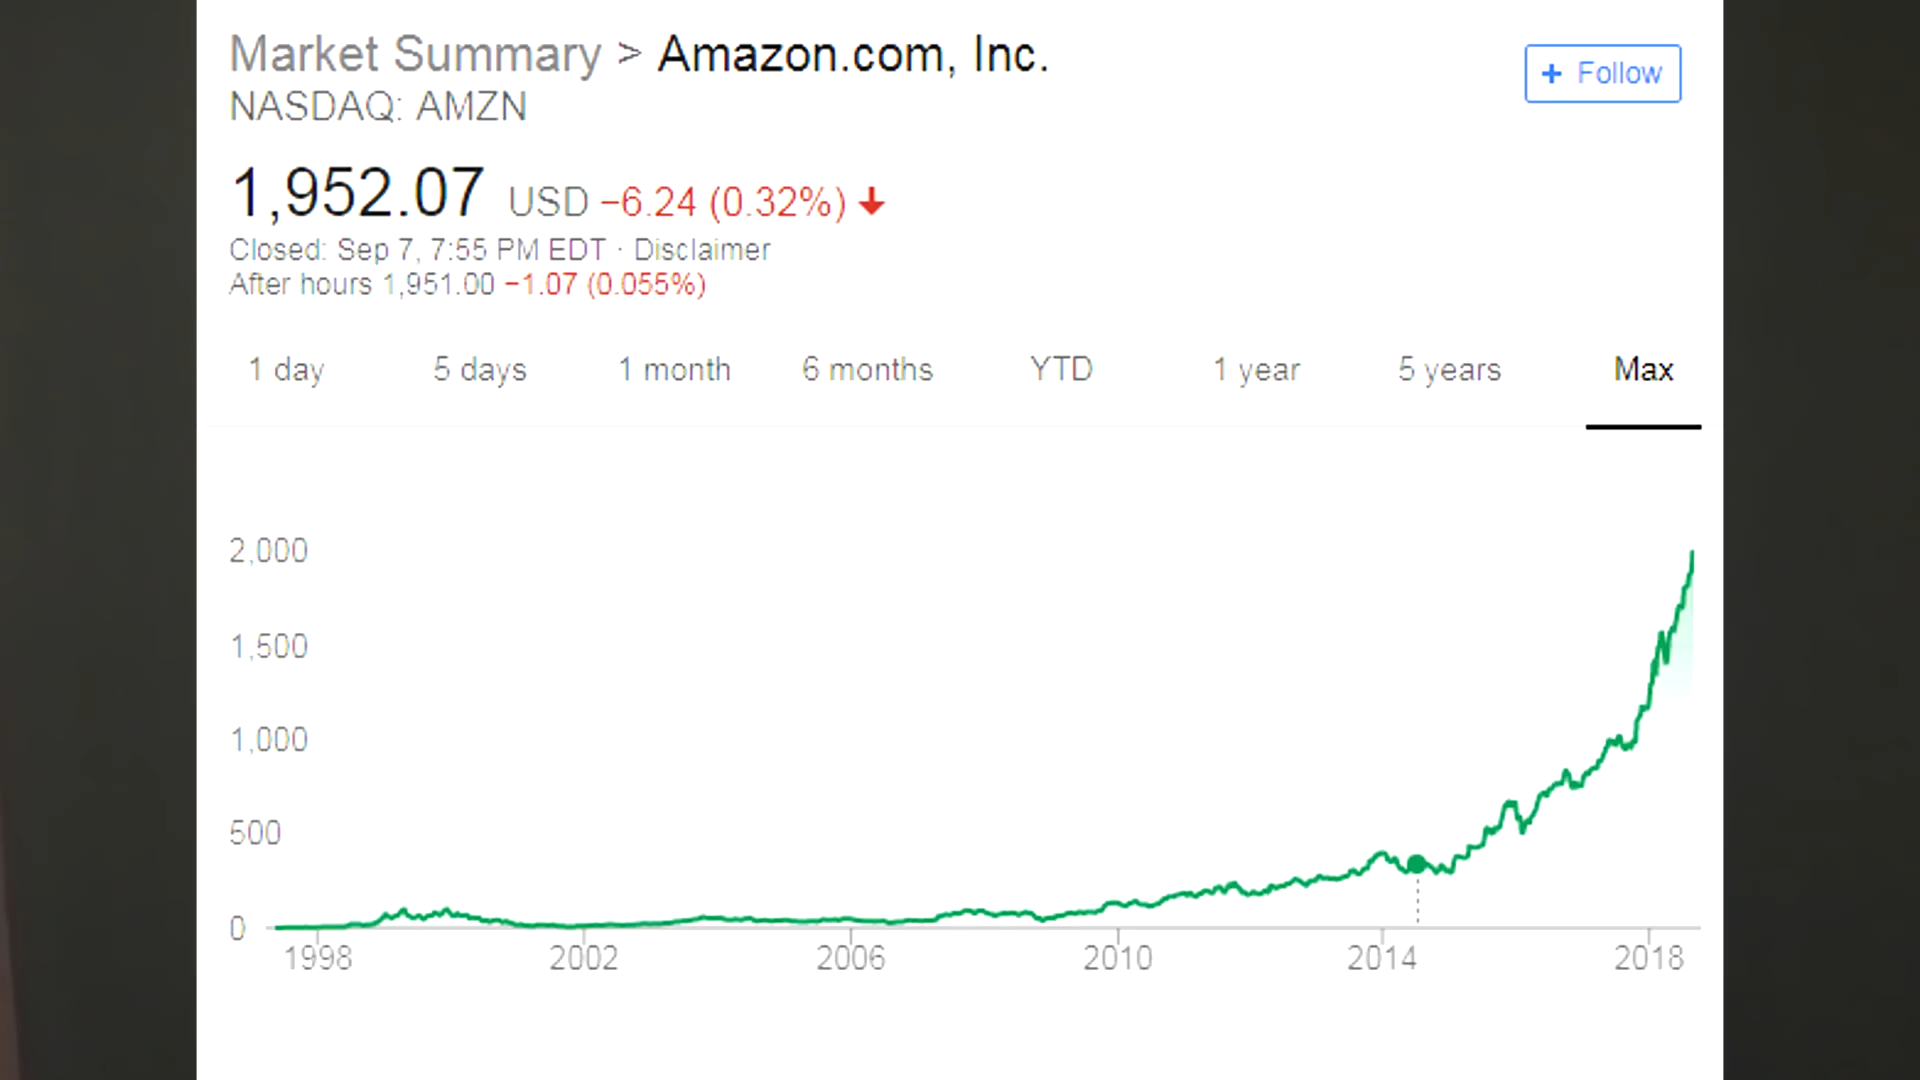 Market Summary > Amazon.com, Inc.
+ Follow
NASDAQ: AMZN
1,952.07 USD −6.24 (0.32%) ↓
Closed: Sep 7, 7:55 PM EDT · Disclaimer
After hours 1,951.00 −1.07 (0.055%)
1 day 5 days 1 month 6 months YTD 1 year 5 years Max
2,000
1,500
1,000
500
0
1998 2002 2006 2010 2014 2018